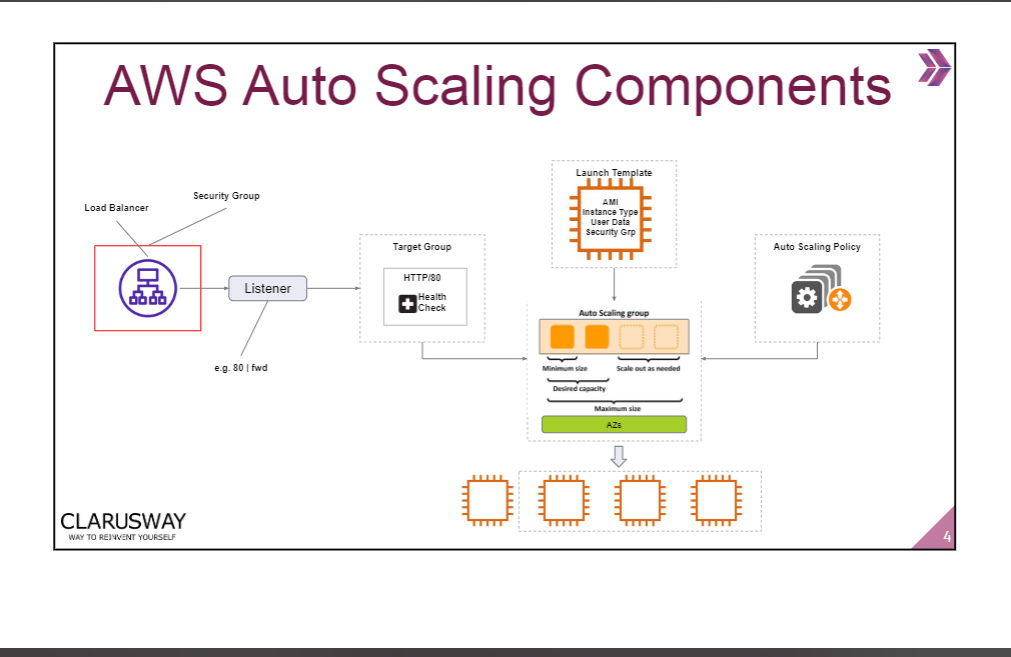 AWS Auto Scaling Components
Load Balancer
Security Group
Listener
e.g. 80 | fwd
Target Group
HTTP/80
Health
Check
Launch Template
AMI
Instance Type
User Data
Security Grp
Auto Scaling Policy
Auto Scaling group
Minimum size
Scale out as needed
Desired capacity
Maximum size
AZs
CLARUSWAY
WAY TO REINVENT YOURSELF
4